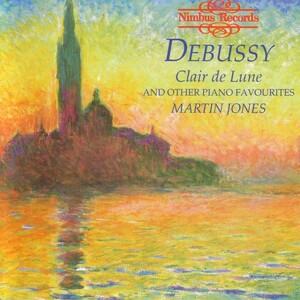 Nimbus Records
DEBUSSY
Clair de Lune
AND OTHER PIANO FAVOURITES
MARTIN JONES